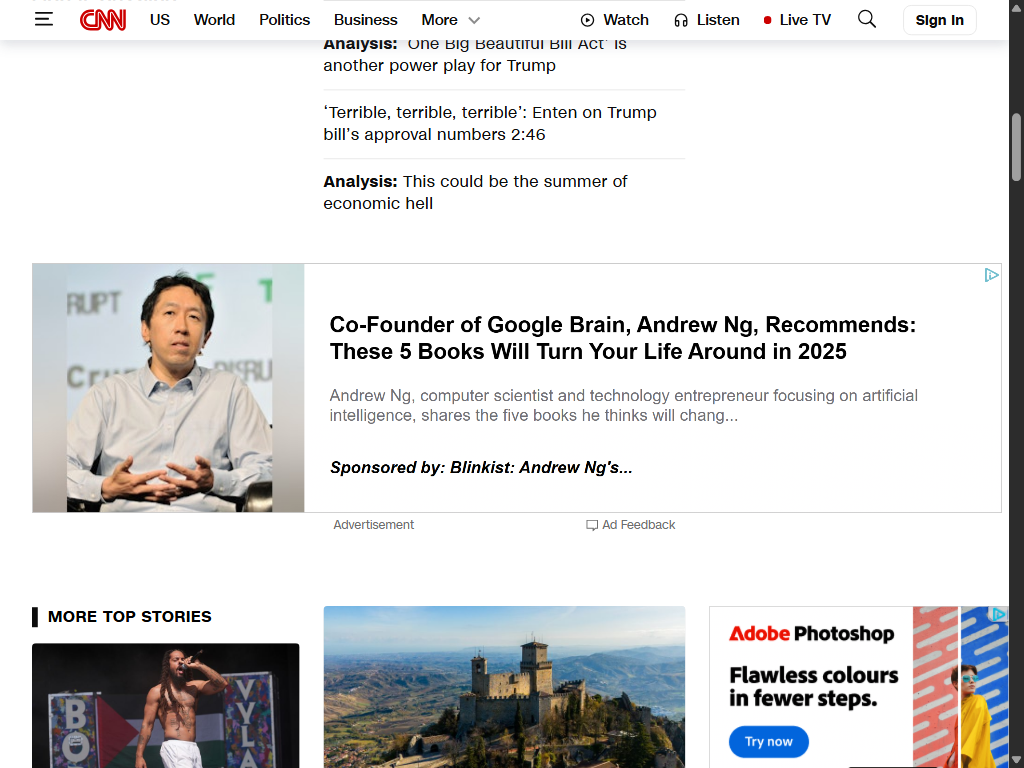 CNN
US
World
Politics
Business
More
Watch
Listen
Live TV
Sign In
Analysis: 'One Big Beautiful Bill Act' is
another power play for Trump
‘Terrible, terrible, terrible’: Enten on Trump
bill’s approval numbers 2:46
Analysis: This could be the summer of
economic hell
RUPT
DISRU
Co-Founder of Google Brain, Andrew Ng, Recommends:
These 5 Books Will Turn Your Life Around in 2025
Andrew Ng, computer scientist and technology entrepreneur focusing on artificial
intelligence, shares the five books he thinks will chang...
Sponsored by: Blinkist: Andrew Ng's...
Advertisement
Ad Feedback
MORE TOP STORIES
BO
VYLA
Adobe Photoshop
Flawless colours
in fewer steps.
Try now